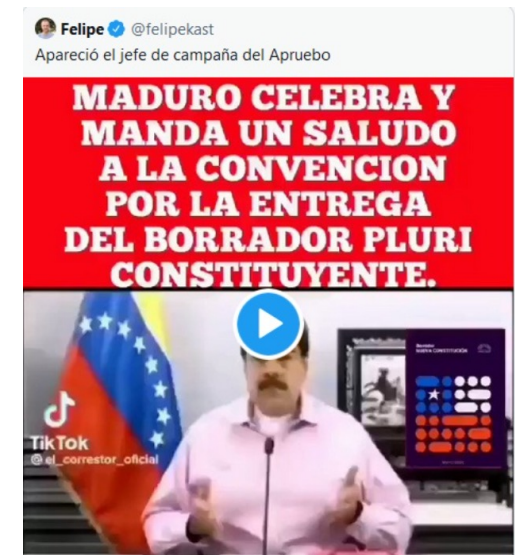 Felipe @felipekast
Apareció el jefe de campaña del Apruebo
MADURO CELEBRA Y
MANDA UN SALUDO
A LA CONVENCION
POR LA ENTREGA
DEL BORRADOR PLURI
CONSTITUYENTE.
NUEVA CONSTITUCIÓN
TikTok
@el_correstor_oficial